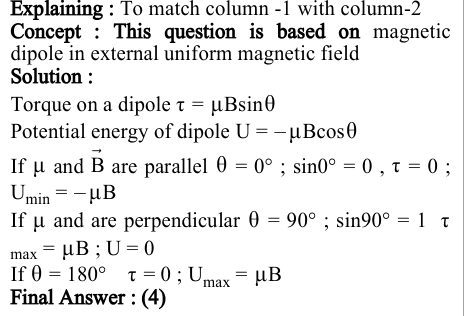 Explaining : To match column -1 with column-2
Concept : This question is based on magnetic
dipole in external uniform magnetic field
Solution :
Torque on a dipole τ = μBsinθ
Potential energy of dipole U = −μBcosθ
If μ and B⃗ are parallel θ = 0° ; sin0° = 0 , τ = 0 ;
U_min = −μB
If μ and are perpendicular θ = 90° ; sin90° = 1 τ
max = μB ; U = 0
If θ = 180° τ = 0 ; U_max = μB
Final Answer : (4)